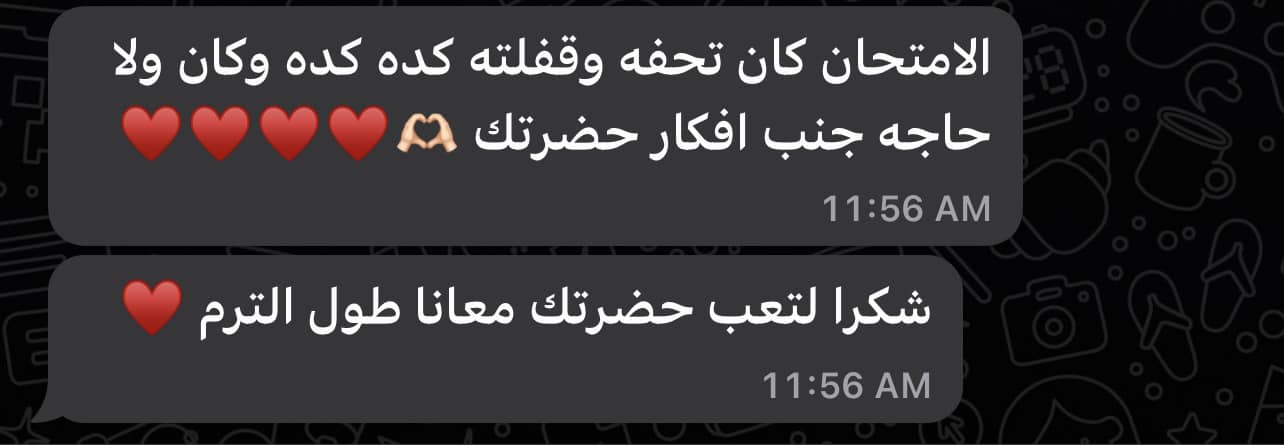 الامتحان كان تحفه وقفلته كده كده وكان ولا
حاجه جنب افكار حضرتك 🫶🏻♥️♥️♥️♥️
11:56 AM
شكرا لتعب حضرتك معانا طول الترم ♥️
11:56 AM